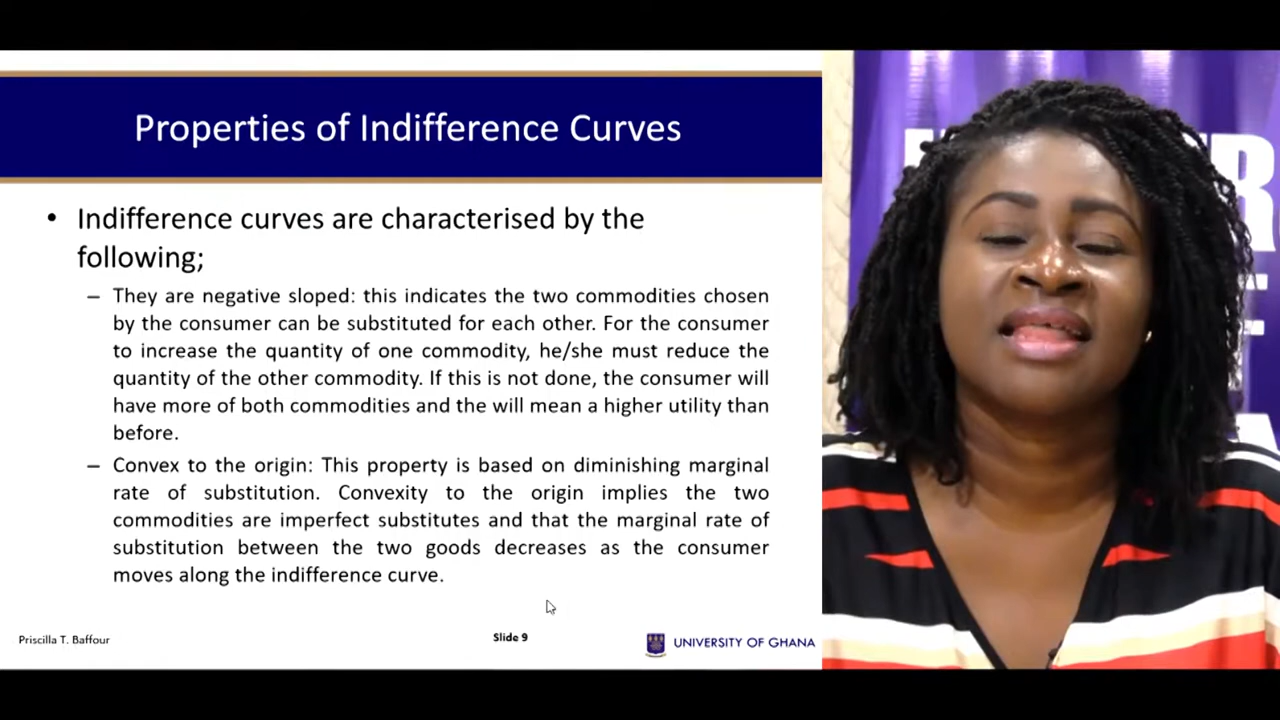 Properties of Indifference Curves
• Indifference curves are characterised by the
following;
– They are negative sloped: this indicates the two commodities chosen
by the consumer can be substituted for each other. For the consumer
to increase the quantity of one commodity, he/she must reduce the
quantity of the other commodity. If this is not done, the consumer will
have more of both commodities and the will mean a higher utility than
before.
– Convex to the origin: This property is based on diminishing marginal
rate of substitution. Convexity to the origin implies the two
commodities are imperfect substitutes and that the marginal rate of
substitution between the two goods decreases as the consumer
moves along the indifference curve.
Priscilla T. Baffour
Slide 9
UNIVERSITY OF GHANA